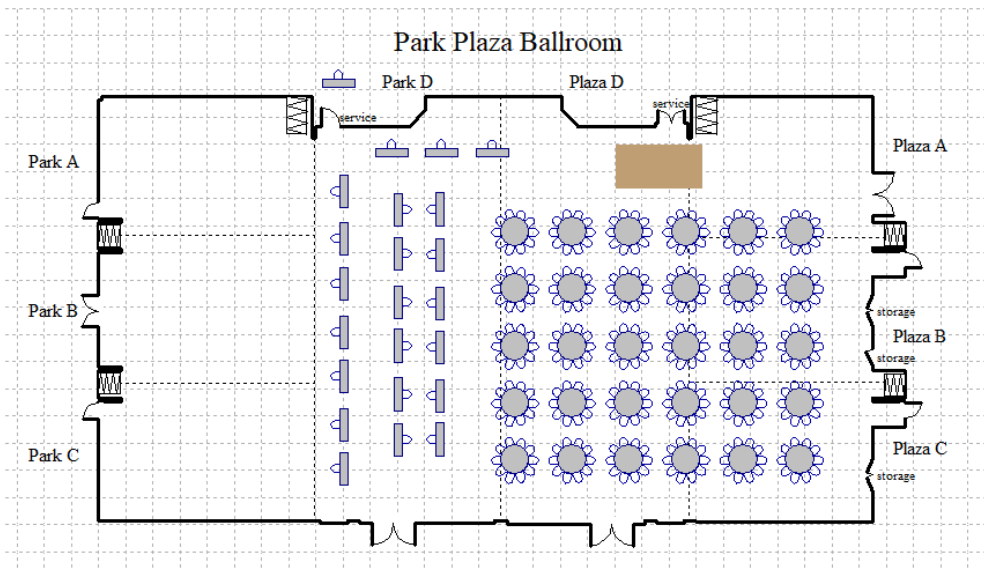 Park Plaza Ballroom
Park D
Plaza D
service
service
Park A
Plaza A
Park B
storage
Plaza B
storage
Park C
Plaza C
storage